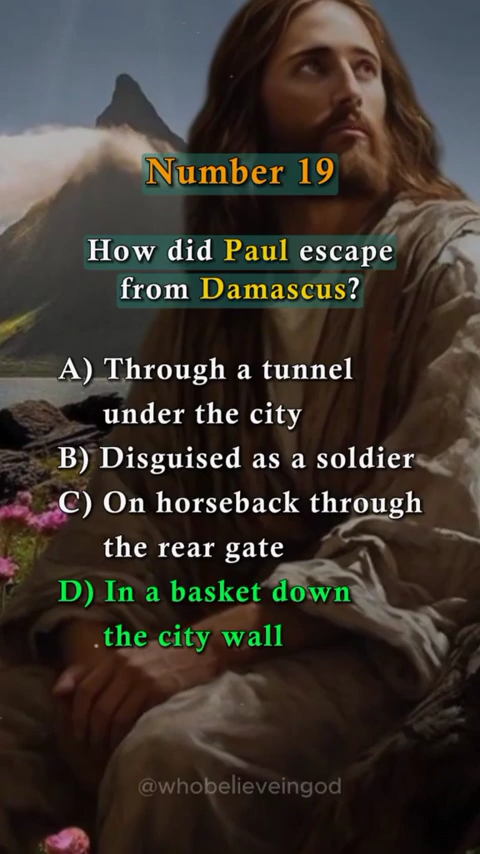 Number 19
How did Paul escape
from Damascus?
A) Through a tunnel
under the city
B) Disguised as a soldier
C) On horseback through
the rear gate
D) In a basket down
the city wall
@whobelieveingod